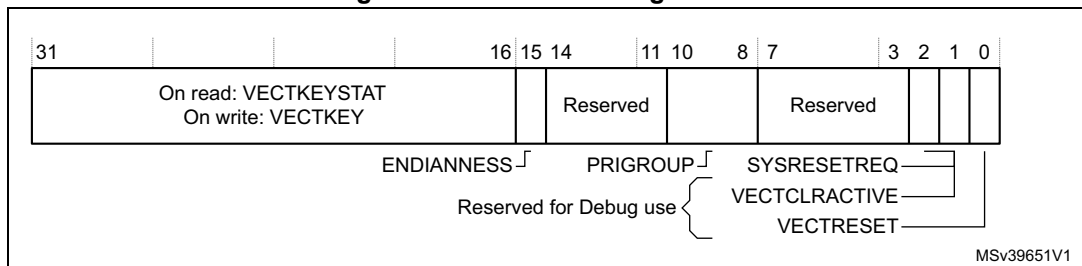 31 16 15 14 11 10 8 7 3 2 1 0
On read: VECTKEYSTAT
On write: VECTKEY
Reserved
Reserved
ENDIANNESS
PRIGROUP
SYSRESETREQ
Reserved for Debug use
VECTCLRACTIVE
VECTRESET
MSv39651V1